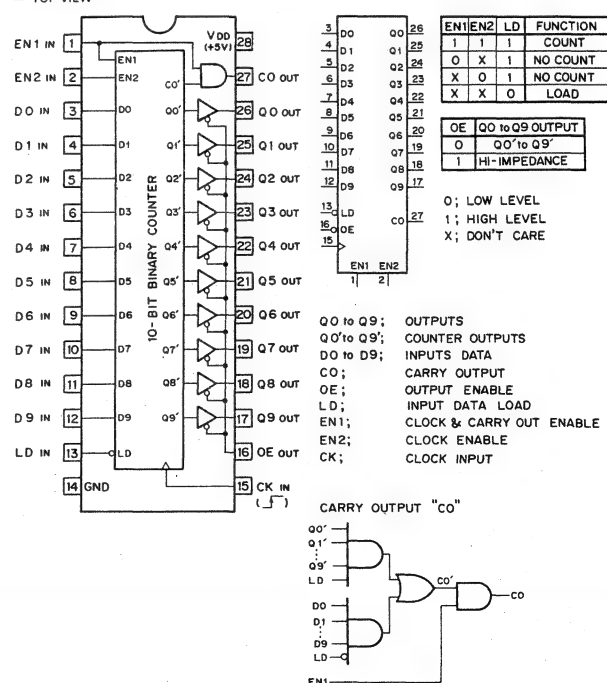 — TOP VIEW
EN1 IN 1 EN1 VDD (+5V) 28
EN2 IN 2 EN2 CO' 27 CO OUT
D0 IN 3 D0 Q0' 26 Q0 OUT
D1 IN 4 D1 Q1' 25 Q1 OUT
D2 IN 5 D2 Q2' 24 Q2 OUT
D3 IN 6 D3 Q3' 23 Q3 OUT
D4 IN 7 D4 Q4' 22 Q4 OUT
D5 IN 8 D5 Q5' 21 Q5 OUT
D6 IN 9 D6 Q6' 20 Q6 OUT
D7 IN 10 D7 Q7' 19 Q7 OUT
D8 IN 11 D8 Q8' 18 Q8 OUT
D9 IN 12 D9 Q9' 17 Q9 OUT
LD IN 13 LD 16 OE OUT
14 GND 15 CK IN
10-BIT BINARY COUNTER
3 D0 Q0 26
4 D1 Q1 25
5 D2 Q2 24
6 D3 Q3 23
7 D4 Q4 22
8 D5 Q5 21
9 D6 Q6 20
10 D7 Q7 19
11 D8 Q8 18
12 D9 Q9 17
13 LD CO 27
16 OE
15
EN1 EN2
1 2
EN1 EN2 LD FUNCTION
1 1 1 COUNT
0 X 1 NO COUNT
X 0 1 NO COUNT
X X 0 LOAD
OE Q0 to Q9 OUTPUT
0 Q0' to Q9'
1 HI-IMPEDANCE
0; LOW LEVEL
1; HIGH LEVEL
X; DON'T CARE
Q0 to Q9; OUTPUTS
Q0' to Q9'; COUNTER OUTPUTS
D0 to D9; INPUTS DATA
CO; CARRY OUTPUT
OE; OUTPUT ENABLE
LD; INPUT DATA LOAD
EN1; CLOCK & CARRY OUT ENABLE
EN2; CLOCK ENABLE
CK; CLOCK INPUT
CARRY OUTPUT "CO"
Q0'
Q1'
Q9'
LD
CO'
CO
D0
D1
D9
LD
EN1